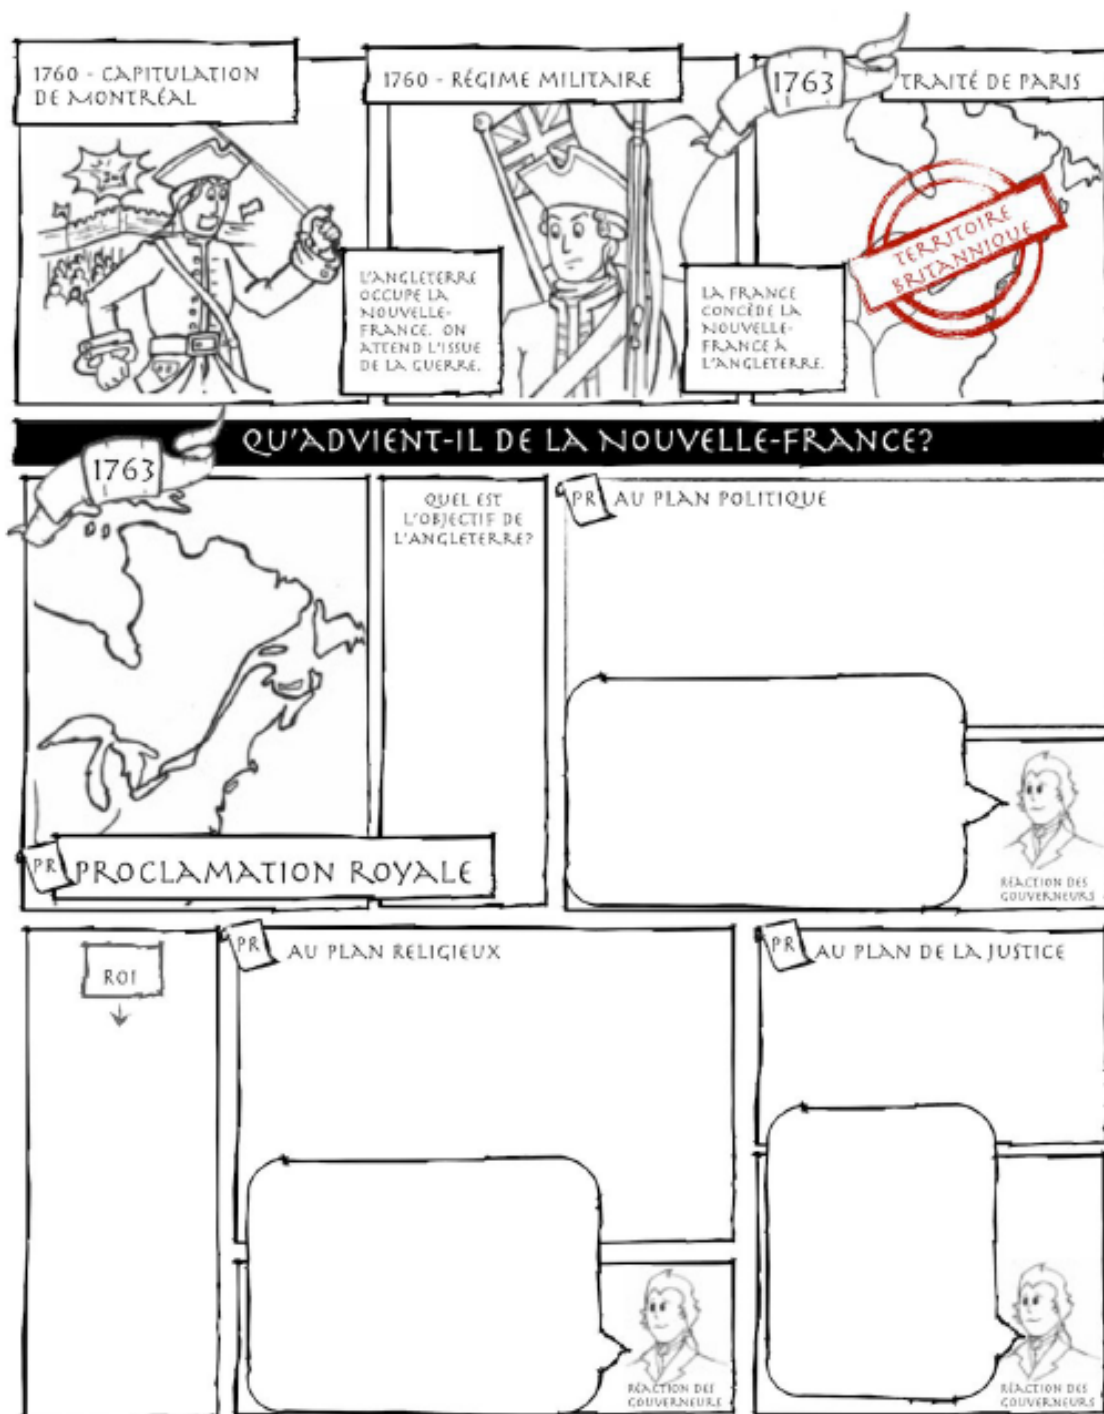 1760 - CAPITULATION
DE MONTRÉAL
1760 - RÉGIME MILITAIRE
1763
TRAITÉ DE PARIS
L'ANGLETERRE
OCCUPE LA
NOUVELLE-
FRANCE. ON
ATTEND L'ISSUE
DE LA GUERRE.
LA FRANCE
CONCÈDE LA
NOUVELLE-
FRANCE À
L'ANGLETERRE.
TERRITOIRE
BRITANNIQUE
QU'ADVIENT-IL DE LA NOUVELLE-FRANCE?
1763
QUEL EST
L'OBJECTIF DE
L'ANGLETERRE?
PR AU PLAN POLITIQUE
RÉACTION DES
GOUVERNEURS
PR PROCLAMATION ROYALE
ROI
PR AU PLAN RELIGIEUX
PR AU PLAN DE LA JUSTICE
RÉACTION DES
GOUVERNEURS
RÉACTION DES
GOUVERNEURS